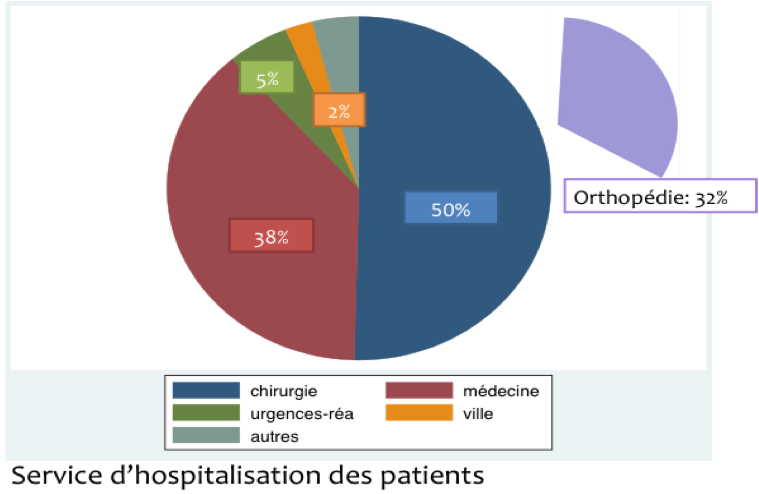 5%
2%
50%
Orthopédie: 32%
38%
chirurgie
médecine
urgences-réa
ville
autres
Service d’hospitalisation des patients